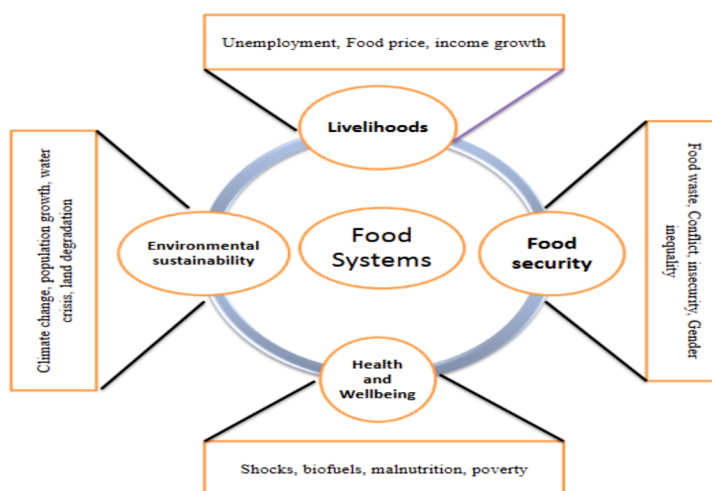 Unemployment, Food price, income growth
Livelihoods
Climate change, population growth, water
crisis, land degradation
Environmental
sustainability
Food
Systems
Food
security
Food waste, Conflict, insecurity, Gender
inequality
Health
and
Wellbeing
Shocks, biofuels, malnutrition, poverty